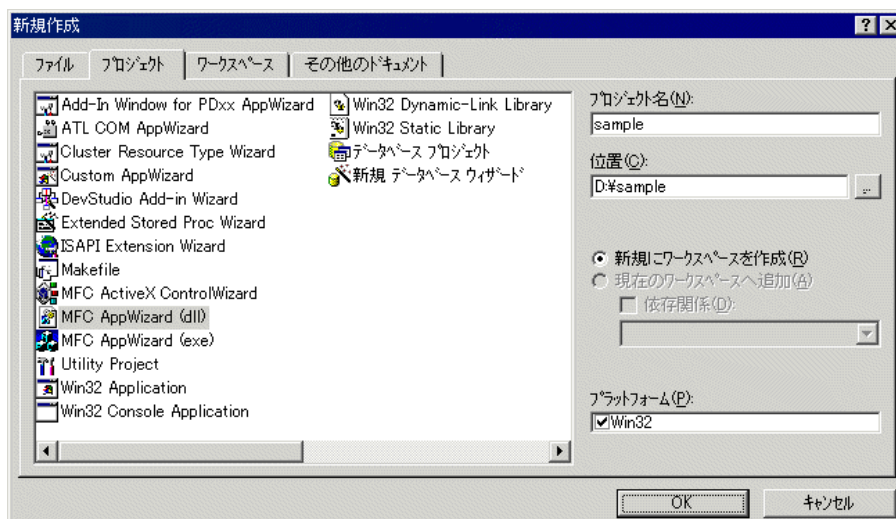 新規作成
ファイル
プロジェクト
ワークスペース
その他のドキュメント
Add-In Window for PDxx AppWizard
ATL COM AppWizard
Cluster Resource Type Wizard
Custom AppWizard
DevStudio Add-in Wizard
Extended Stored Proc Wizard
ISAPI Extension Wizard
Makefile
MFC ActiveX ControlWizard
MFC AppWizard (dll)
MFC AppWizard (exe)
Utility Project
Win32 Application
Win32 Console Application
Win32 Dynamic-Link Library
Win32 Static Library
データベース プロジェクト
新規 データベース ウィザード
プロジェクト名(N):
sample
位置(C):
D:¥sample
...
新規にワークスペースを作成(R)
現在のワークスペースへ追加(A)
依存関係(D):
プラットフォーム(P):
Win32
OK
キャンセル